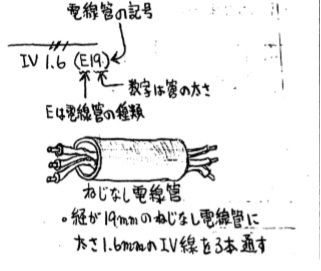 電線管の記号
IV 1.6 (E19)
数字は管の太さ
Eは電線管の種類
ねじなし電線管
。経が19mmのねじなし電線管に
太さ1.6mmのIV線を3本通す